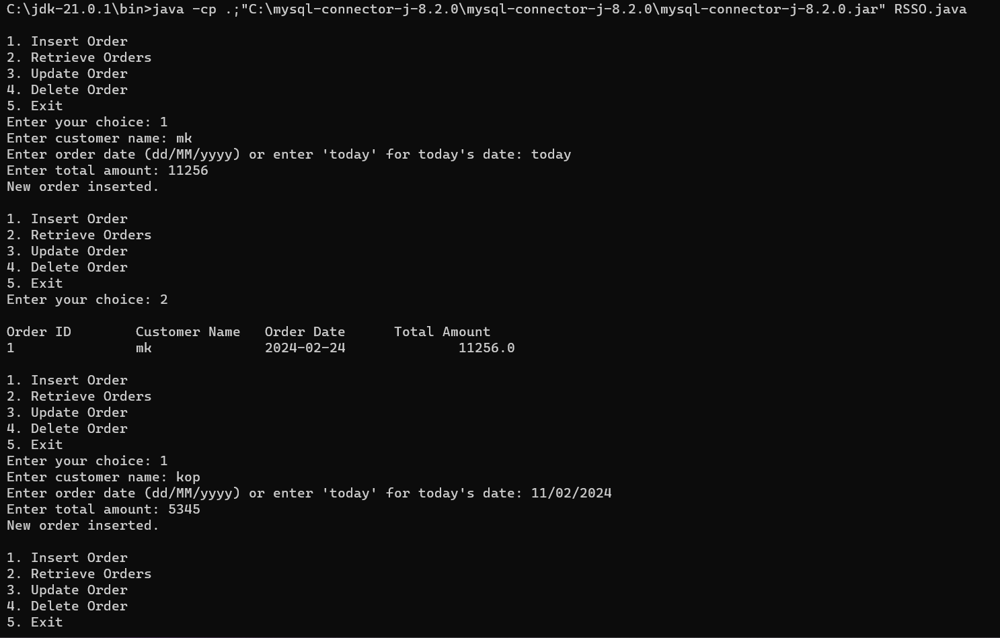 C:\jdk-21.0.1\bin>java -cp .;"C:\mysql-connector-j-8.2.0\mysql-connector-j-8.2.0\mysql-connector-j-8.2.0.jar" RSSO.java
1. Insert Order
2. Retrieve Orders
3. Update Order
4. Delete Order
5. Exit
Enter your choice: 1
Enter customer name: mk
Enter order date (dd/MM/yyyy) or enter 'today' for today's date: today
Enter total amount: 11256
New order inserted.
1. Insert Order
2. Retrieve Orders
3. Update Order
4. Delete Order
5. Exit
Enter your choice: 2
Order ID        Customer Name   Order Date      Total Amount
1               mk              2024-02-24              11256.0
1. Insert Order
2. Retrieve Orders
3. Update Order
4. Delete Order
5. Exit
Enter your choice: 1
Enter customer name: kop
Enter order date (dd/MM/yyyy) or enter 'today' for today's date: 11/02/2024
Enter total amount: 5345
New order inserted.
1. Insert Order
2. Retrieve Orders
3. Update Order
4. Delete Order
5. Exit